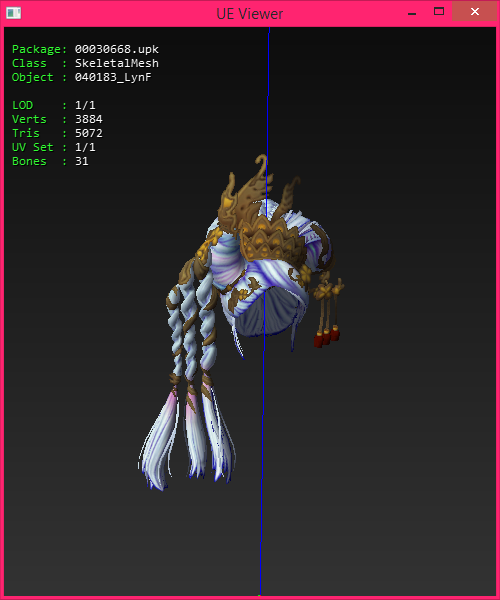 UE Viewer
Package: 00030668.upk
Class : SkeletalMesh
Object : 040183_LynF
LOD : 1/1
Verts : 3884
Tris : 5072
UV Set : 1/1
Bones : 31